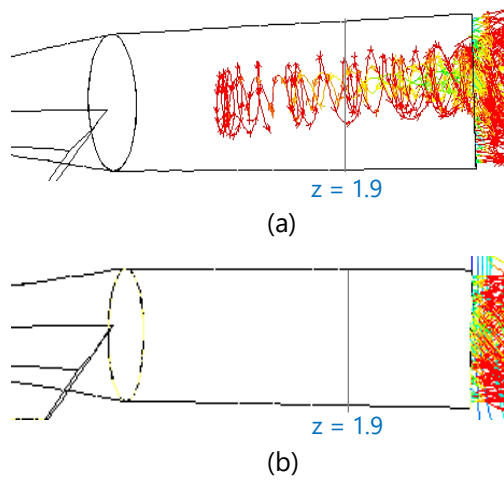 z = 1.9
(a)
z = 1.9
(b)